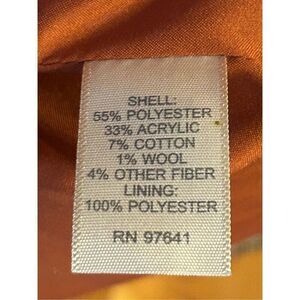 SHELL:
55% POLYESTER
33% ACRYLIC
7% COTTON
1% WOOL
4% OTHER FIBER
LINING:
100% POLYESTER
RN 97641